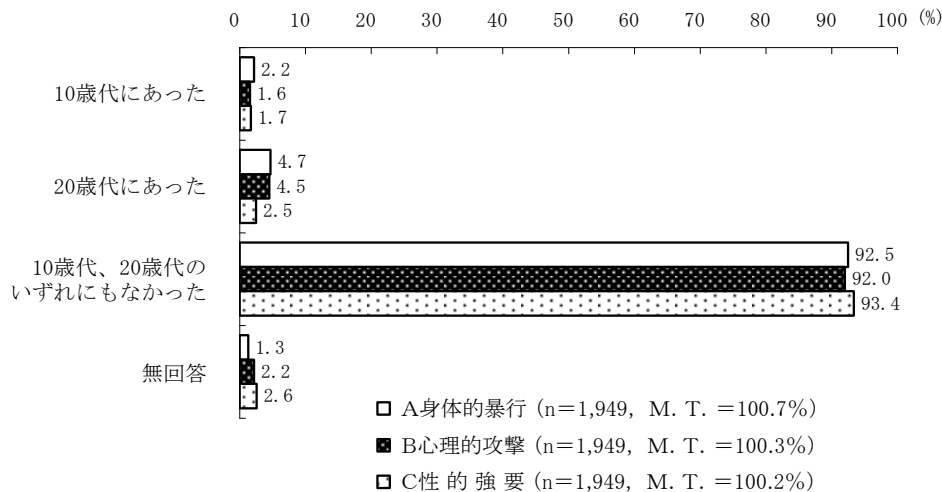 0 10 20 30 40 50 60 70 80 90 100 (%)
10歳代にあった
2.2
1.6
1.7
20歳代にあった
4.7
4.5
2.5
10歳代、20歳代の
いずれにもなかった
92.5
92.0
93.4
無回答
1.3
2.2
2.6
A身体的暴行 (n＝1,949, M. T. ＝100.7%)
B心理的攻撃 (n＝1,949, M. T. ＝100.3%)
C性 的 強 要 (n＝1,949, M. T. ＝100.2%)